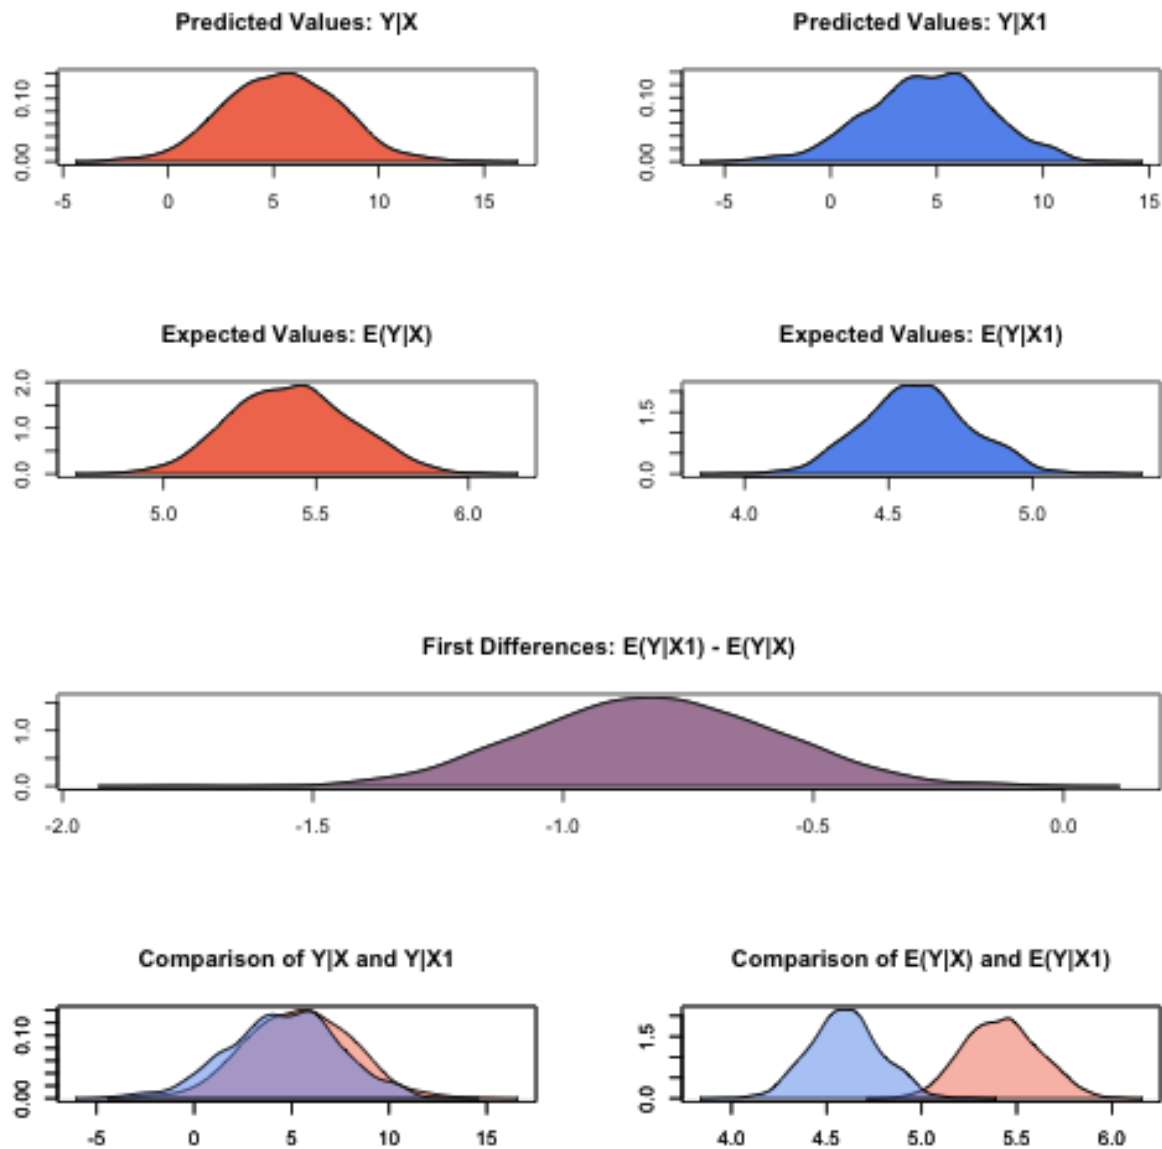 Predicted Values: Y|X
0.10
0.00
-5 0 5 10 15
Predicted Values: Y|X1
0.10
0.00
-5 0 5 10 15
Expected Values: E(Y|X)
2.0
1.0
0.0
5.0 5.5 6.0
Expected Values: E(Y|X1)
1.5
0.0
4.0 4.5 5.0
First Differences: E(Y|X1) - E(Y|X)
1.0
0.0
-2.0 -1.5 -1.0 -0.5 0.0
Comparison of Y|X and Y|X1
0.10
0.00
-5 0 5 10 15
Comparison of E(Y|X) and E(Y|X1)
1.5
0.0
4.0 4.5 5.0 5.5 6.0